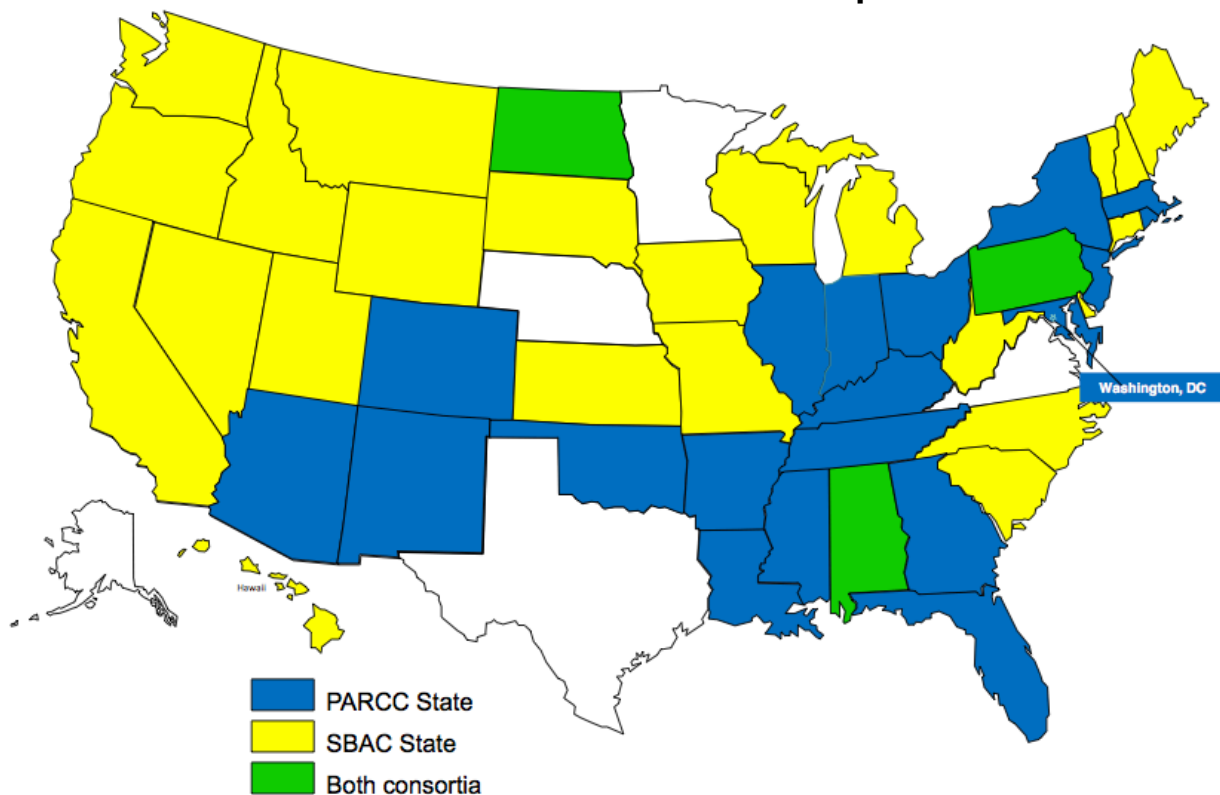 Washington, DC
Hawaii
PARCC State
SBAC State
Both consortia